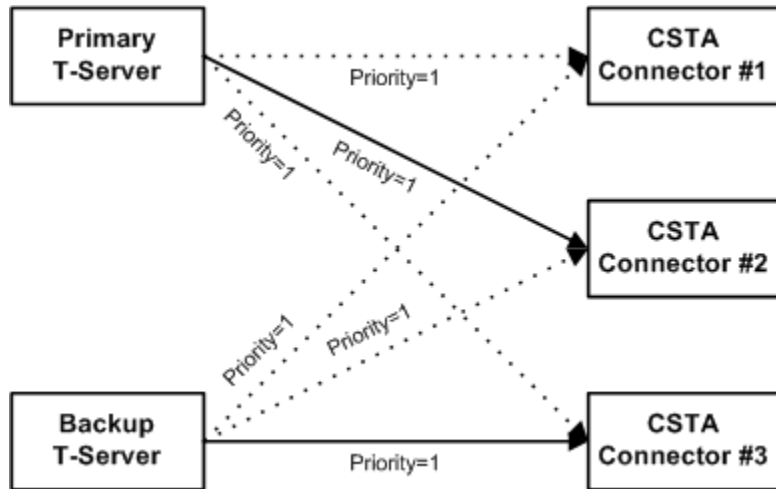 Primary
T-Server
CSTA
Connector #1
Priority=1
Priority=1
Priority=1
CSTA
Connector #2
Priority=1
Priority=1
Backup
T-Server
CSTA
Connector #3
Priority=1